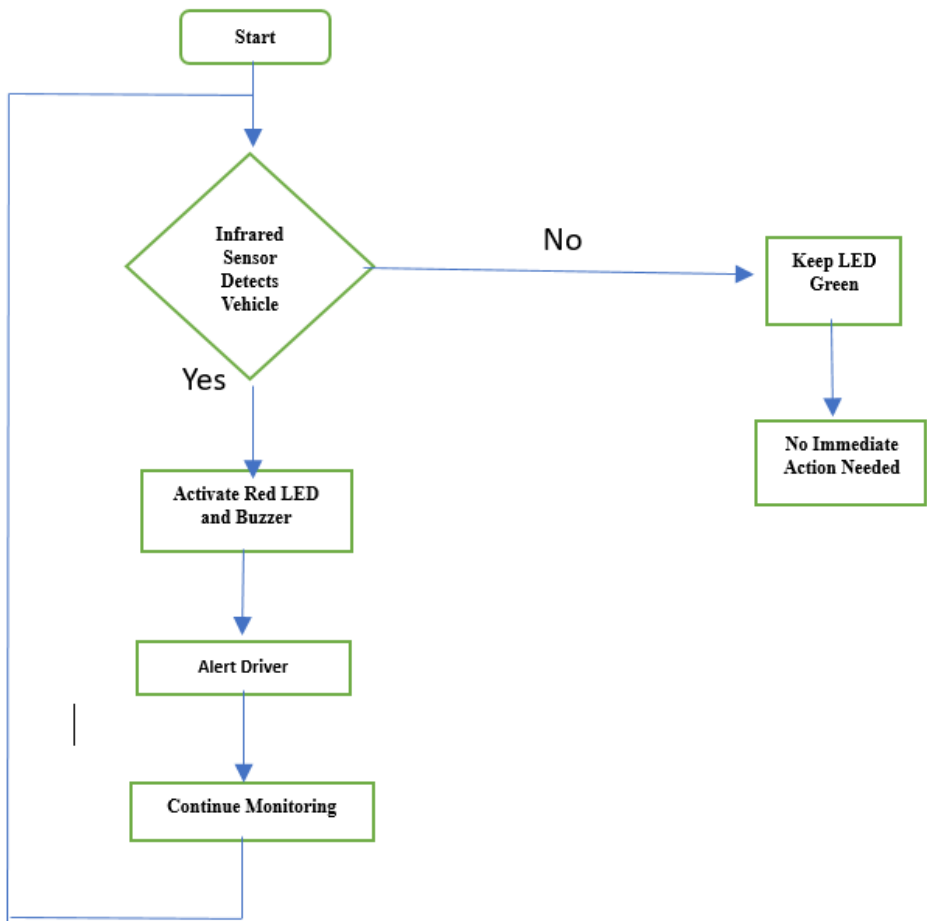 Start
Infrared
Sensor
Detects
Vehicle
No
Keep LED
Green
Yes
No Immediate
Action Needed
Activate Red LED
and Buzzer
Alert Driver
Continue Monitoring